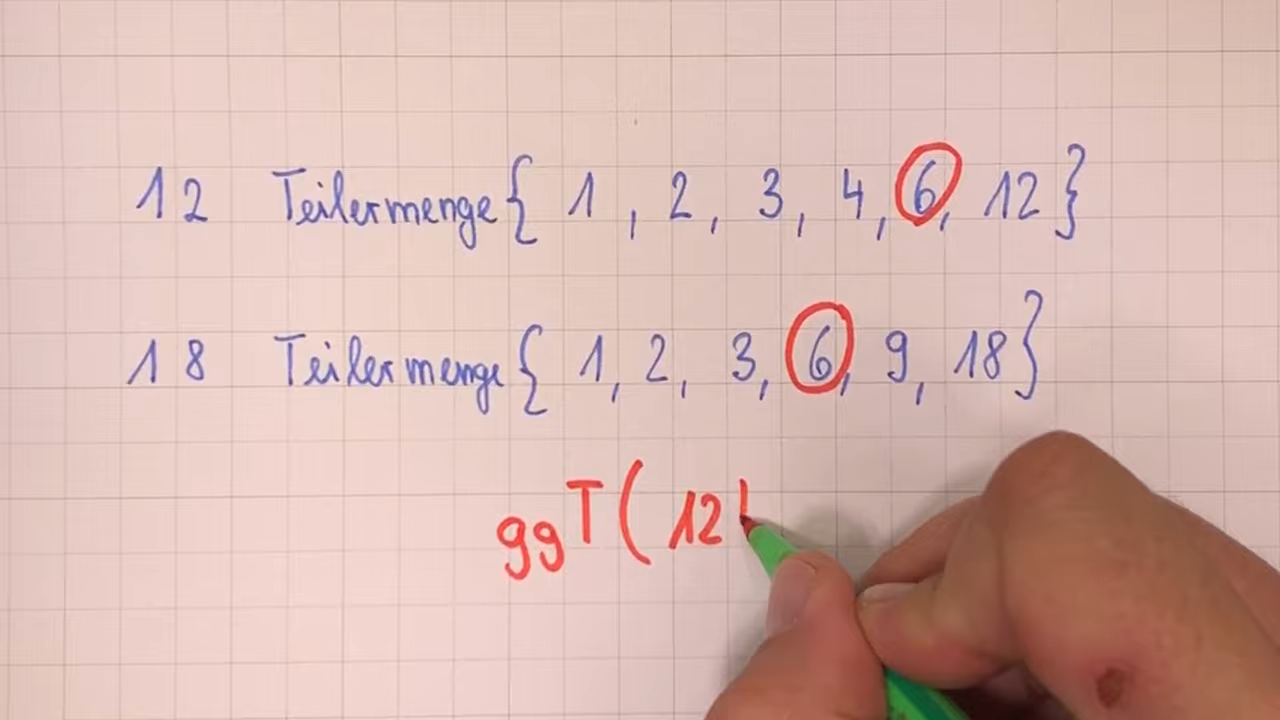 12 Teilermenge{ 1 , 2 , 3 , 4 , 6 , 12 }
18 Teilermenge{ 1 , 2 , 3 , 6 , 9 , 18 }
ggT ( 12 |